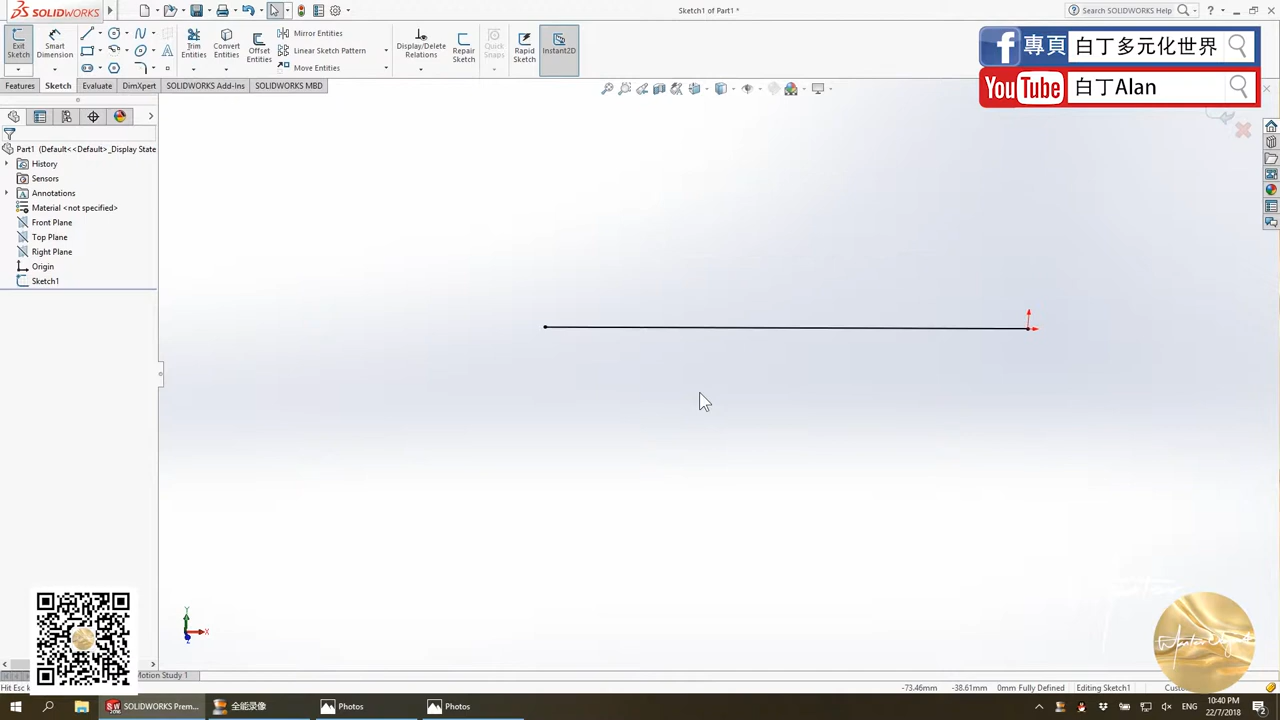 SOLIDWORKS
Sketch1 of Part1 *
Search SOLIDWORKS Help
Exit Sketch
Smart Dimension
Trim Entities
Convert Entities
Offset Entities
Mirror Entities
Linear Sketch Pattern
Move Entities
Display/Delete Relations
Repair Sketch
Quick Snaps
Rapid Sketch
Instant2D
f 專頁 白丁多元化世界
YouTube 白丁Alan
Features Sketch Evaluate DimXpert SOLIDWORKS Add-Ins SOLIDWORKS MBD
Part1 (Default<<Default>_Display State
History
Sensors
Annotations
Material <not specified>
Front Plane
Top Plane
Right Plane
Origin
Sketch1
Y
X
Z
Motion Study 1
Hit Esc k
-73.46mm -38.61mm 0mm Fully Defined Editing Sketch1
SOLIDWORKS Prem... 全能录像 Photos Photos
ENG 10:40 PM
22/7/2018